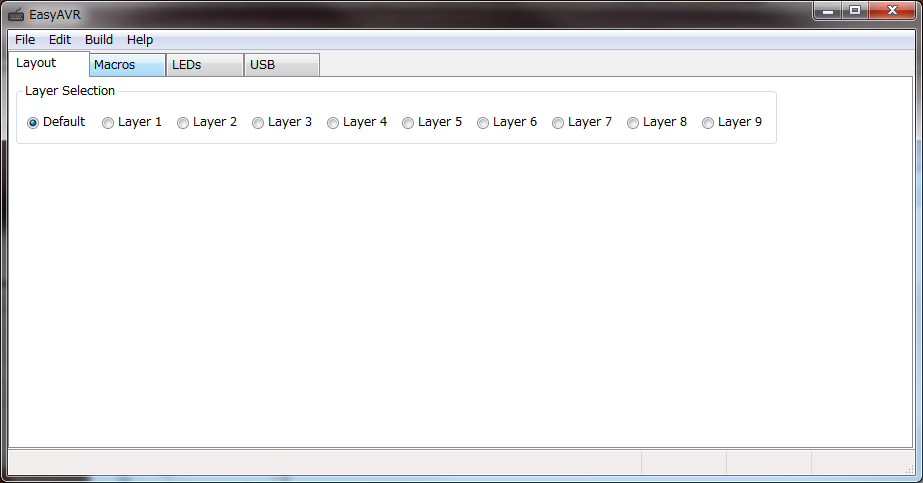 EasyAVR
File Edit Build Help
Layout Macros LEDs USB
Layer Selection
Default Layer 1 Layer 2 Layer 3 Layer 4 Layer 5 Layer 6 Layer 7 Layer 8 Layer 9